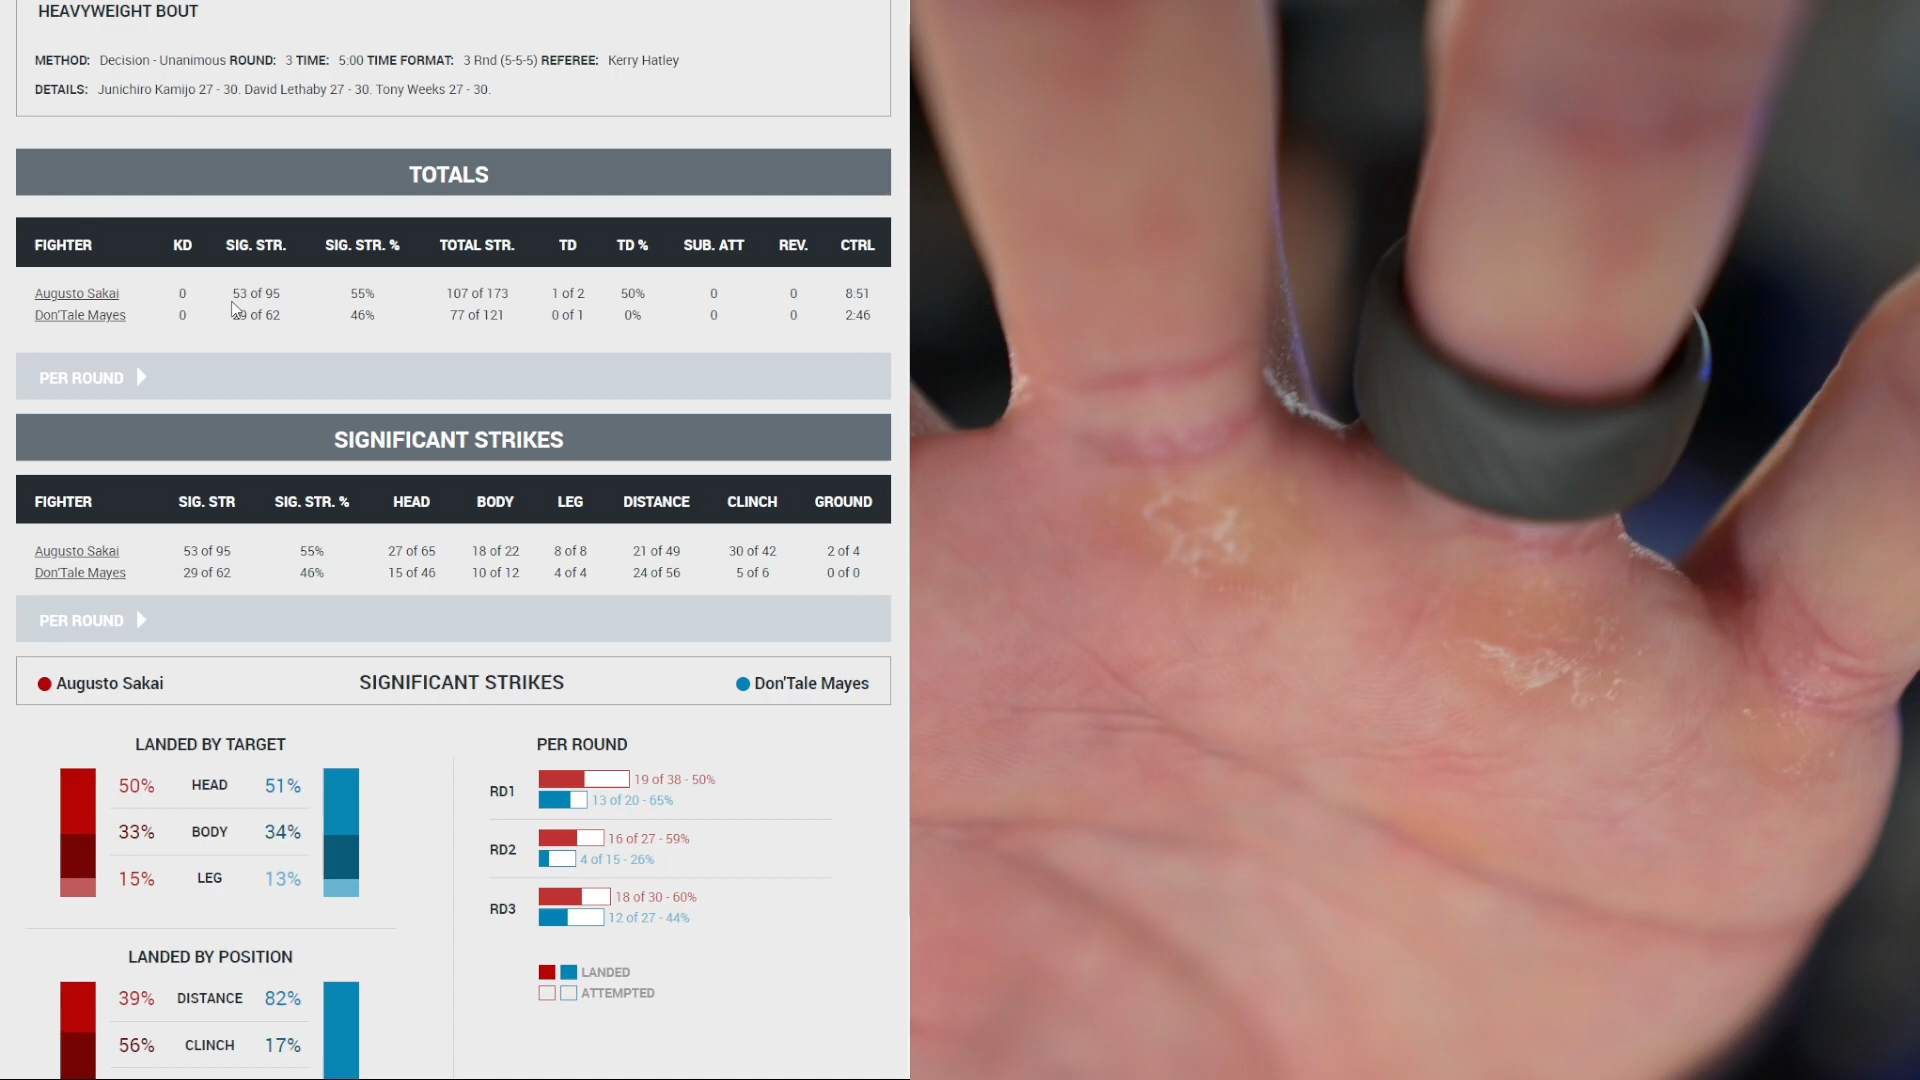 HEAVYWEIGHT BOUT
METHOD: Decision - Unanimous ROUND: 3 TIME: 5:00 TIME FORMAT: 3 Rnd (5-5-5) REFEREE: Kerry Hatley
DETAILS: Junichiro Kamijo 27 - 30. David Lethaby 27 - 30. Tony Weeks 27 - 30.
TOTALS
FIGHTER KD SIG. STR. SIG. STR. % TOTAL STR. TD TD % SUB. ATT REV. CTRL
Augusto Sakai 0 53 of 95 55% 107 of 173 1 of 2 50% 0 0 8:51
Don'Tale Mayes 0 29 of 62 46% 77 of 121 0 of 1 0% 0 0 2:46
PER ROUND
SIGNIFICANT STRIKES
FIGHTER SIG. STR SIG. STR. % HEAD BODY LEG DISTANCE CLINCH GROUND
Augusto Sakai 53 of 95 55% 27 of 65 18 of 22 8 of 8 21 of 49 30 of 42 2 of 4
Don'Tale Mayes 29 of 62 46% 15 of 46 10 of 12 4 of 4 24 of 56 5 of 6 0 of 0
PER ROUND
Augusto Sakai SIGNIFICANT STRIKES Don'Tale Mayes
LANDED BY TARGET
50% HEAD 51%
33% BODY 34%
15% LEG 13%
LANDED BY POSITION
39% DISTANCE 82%
56% CLINCH 17%
PER ROUND
RD1
19 of 38 - 50%
13 of 20 - 65%
RD2
16 of 27 - 59%
4 of 15 - 26%
RD3
18 of 30 - 60%
12 of 27 - 44%
LANDED
ATTEMPTED